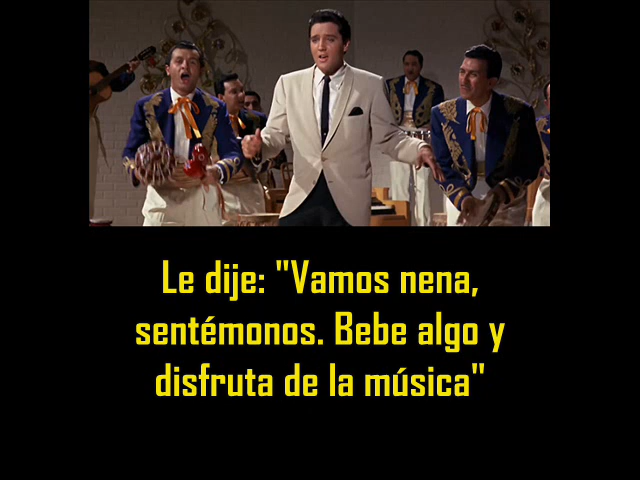 Le dije: "Vamos nena,
sentémonos. Bebe algo y
disfruta de la música"